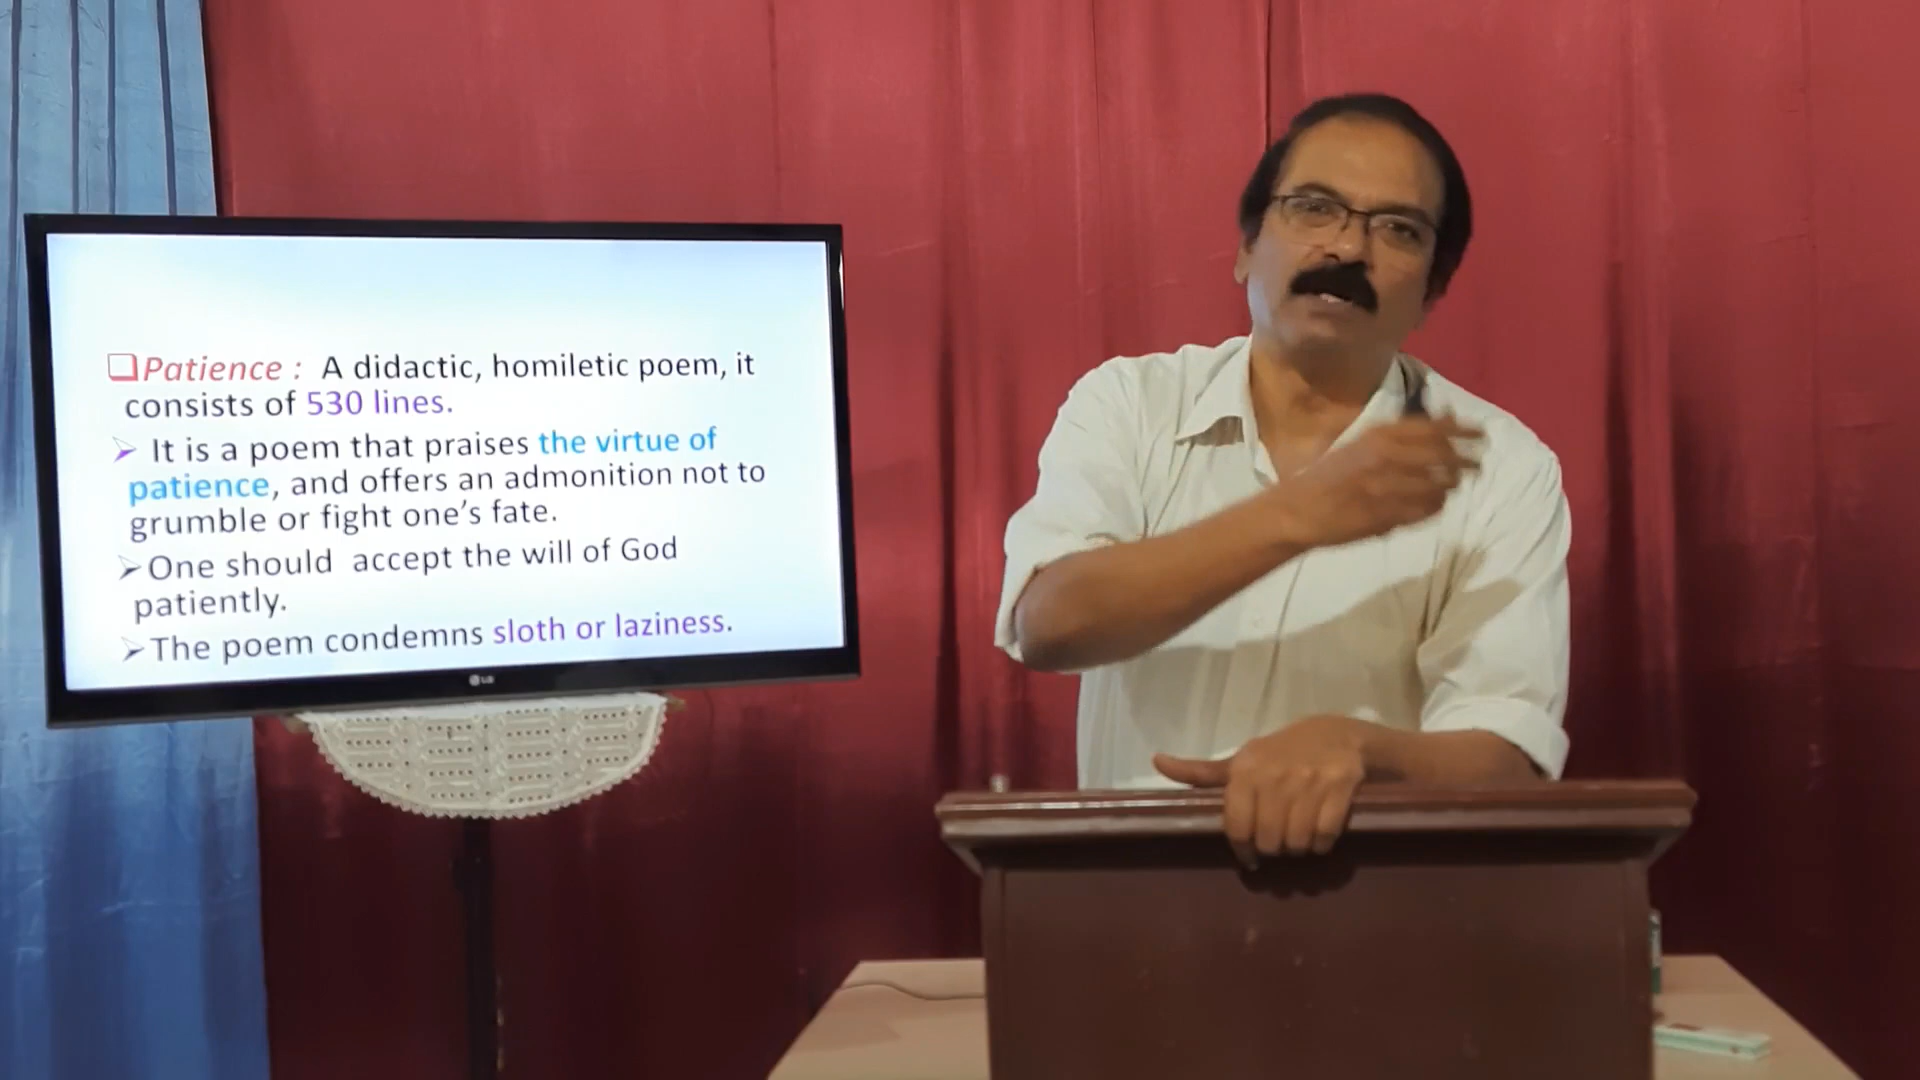 ❑Patience : A didactic, homiletic poem, it
consists of 530 lines.
➢ It is a poem that praises the virtue of
patience, and offers an admonition not to
grumble or fight one's fate.
➢One should accept the will of God
patiently.
➢The poem condemns sloth or laziness.
LG